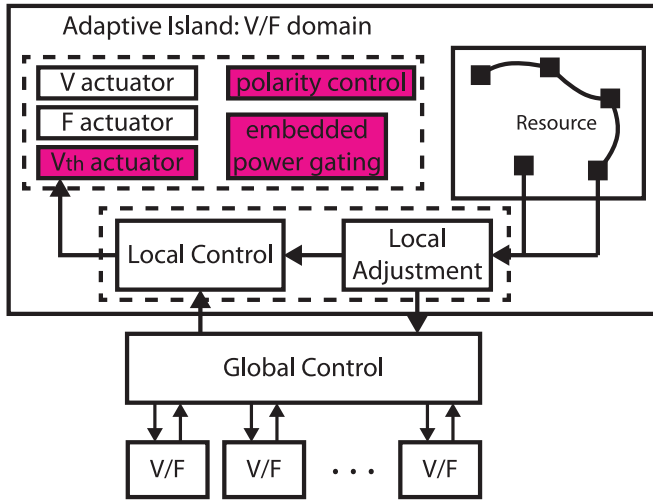 Adaptive Island: V/F domain
V actuator
polarity control
F actuator
embedded
power gating
Vth actuator
Resource
Local Control
Local
Adjustment
Global Control
V/F
V/F
. . .
V/F